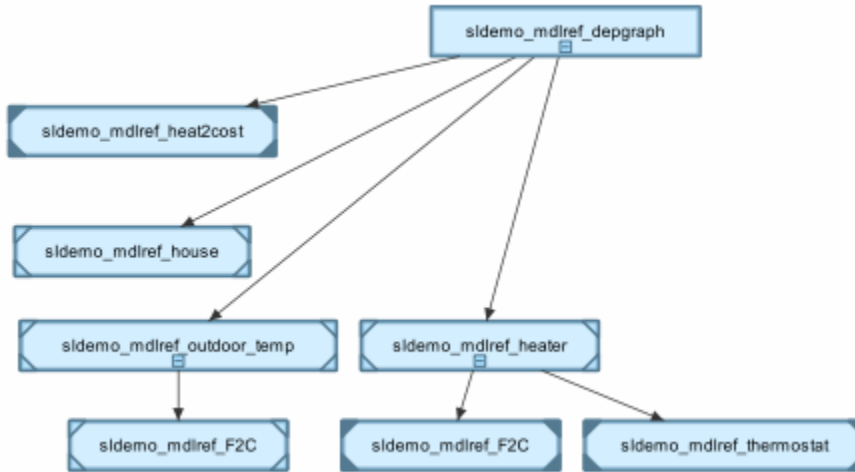 sldemo_mdlref_depgraph
sldemo_mdlref_heat2cost
sldemo_mdlref_house
sldemo_mdlref_outdoor_temp
sldemo_mdlref_heater
sldemo_mdlref_F2C
sldemo_mdlref_F2C
sldemo_mdlref_thermostat